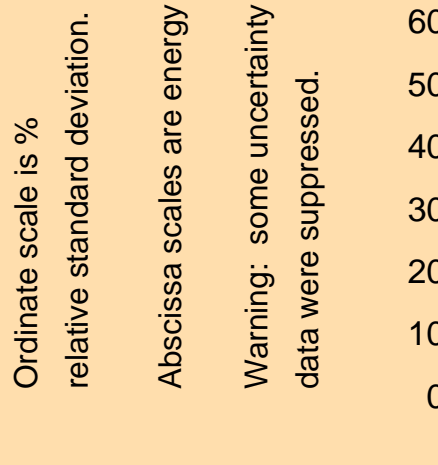 Ordinate scale is %
relative standard deviation.
Abscissa scales are energy
Warning:  some uncertainty
data were suppressed.
60
50
40
30
20
10
0